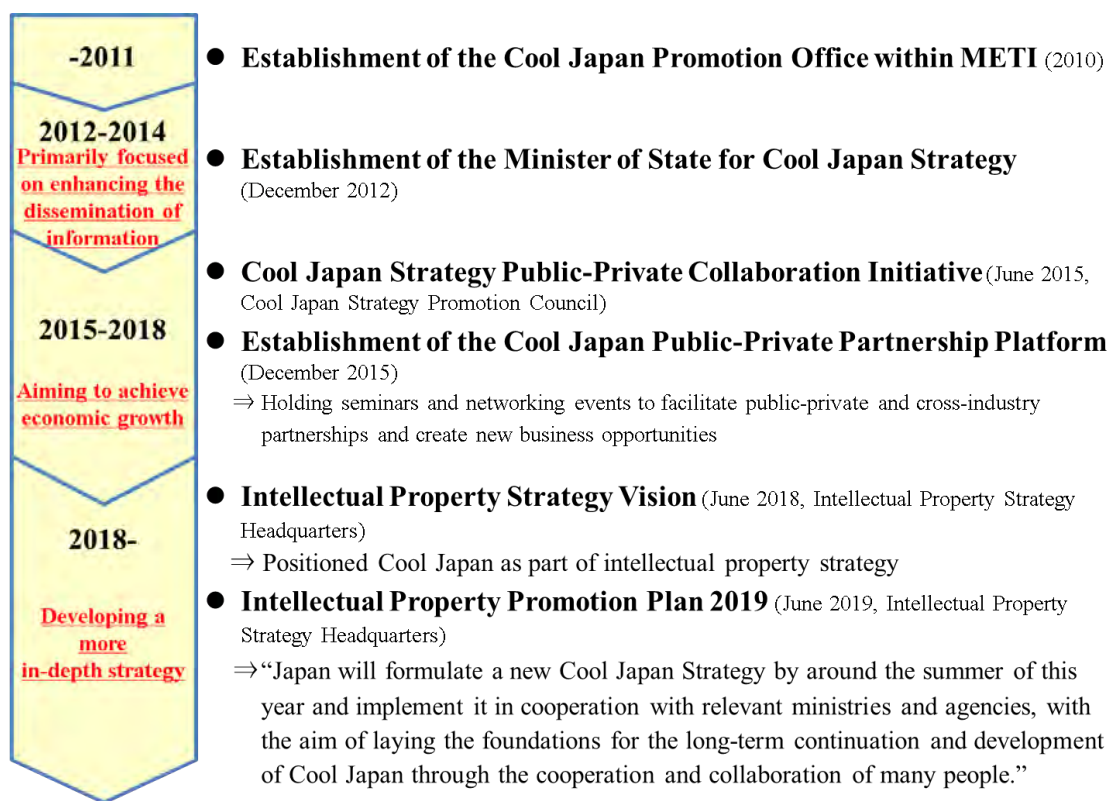 -2011
● Establishment of the Cool Japan Promotion Office within METI (2010)
2012-2014
Primarily focused
on enhancing the
dissemination of
information
● Establishment of the Minister of State for Cool Japan Strategy
(December 2012)
● Cool Japan Strategy Public-Private Collaboration Initiative (June 2015,
Cool Japan Strategy Promotion Council)
2015-2018
Aiming to achieve
economic growth
● Establishment of the Cool Japan Public-Private Partnership Platform
(December 2015)
⇒ Holding seminars and networking events to facilitate public-private and cross-industry
partnerships and create new business opportunities
2018-
Developing a
more
in-depth strategy
● Intellectual Property Strategy Vision (June 2018, Intellectual Property Strategy
Headquarters)
⇒ Positioned Cool Japan as part of intellectual property strategy
● Intellectual Property Promotion Plan 2019 (June 2019, Intellectual Property
Strategy Headquarters)
⇒“Japan will formulate a new Cool Japan Strategy by around the summer of this
year and implement it in cooperation with relevant ministries and agencies, with
the aim of laying the foundations for the long-term continuation and development
of Cool Japan through the cooperation and collaboration of many people.”